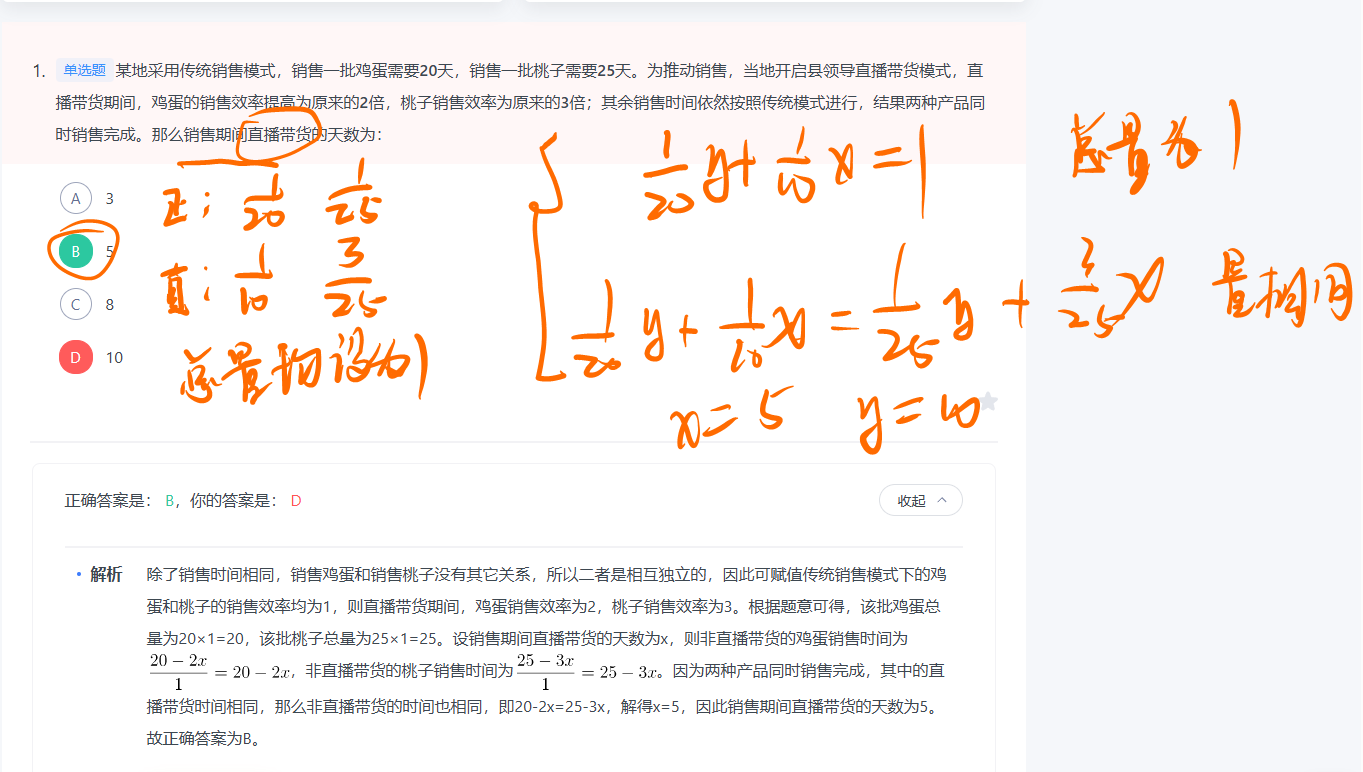 1. 单选题 某地采用传统销售模式，销售一批鸡蛋需要20天，销售一批桃子需要25天。为推动销售，当地开启县领导直播带货模式，直
播带货期间，鸡蛋的销售效率提高为原来的2倍，桃子销售效率为原来的3倍；其余销售时间依然按照传统模式进行，结果两种产品同
时销售完成。那么销售期间直播带货的天数为：
A 3
B 5
C 8
D 10
正： 1/20 1/25
直： 1/10 3/25
总量均设为1
1/20 y + 1/10 x = 1
总量为1
1/20 y + 1/10 x = 1/25 y + 3/25 x 量相同
x = 5 y = 10
正确答案是： B，你的答案是： D
收起
· 解析 除了销售时间相同，销售鸡蛋和销售桃子没有其它关系，所以二者是相互独立的，因此可赋值传统销售模式下的鸡
蛋和桃子的销售效率均为1，则直播带货期间，鸡蛋销售效率为2，桃子销售效率为3。根据题意可得，该批鸡蛋总
量为20×1=20，该批桃子总量为25×1=25。设销售期间直播带货的天数为x，则非直播带货的鸡蛋销售时间为
(20 − 2x)/1 = 20 − 2x，非直播带货的桃子销售时间为(25 − 3x)/1 = 25 − 3x。因为两种产品同时销售完成，其中的直
播带货时间相同，那么非直播带货的时间也相同，即20-2x=25-3x，解得x=5，因此销售期间直播带货的天数为5。
故正确答案为B。